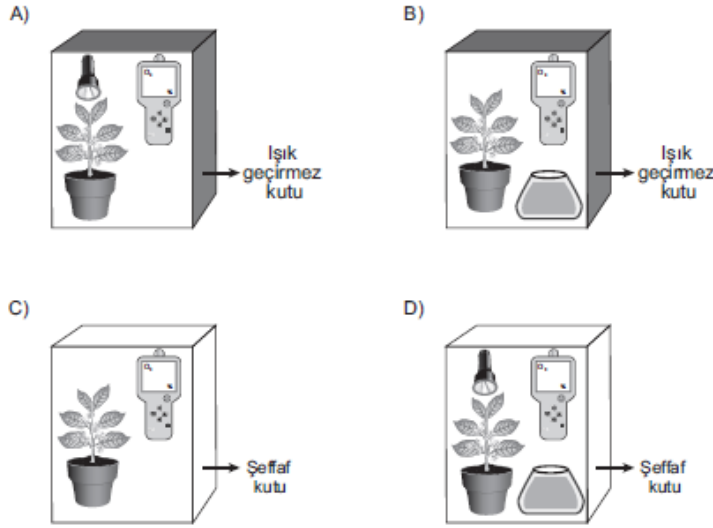 A)
B)
Işık
geçirmez
kutu
Işık
geçirmez
kutu
C)
D)
Şeffaf
kutu
Şeffaf
kutu